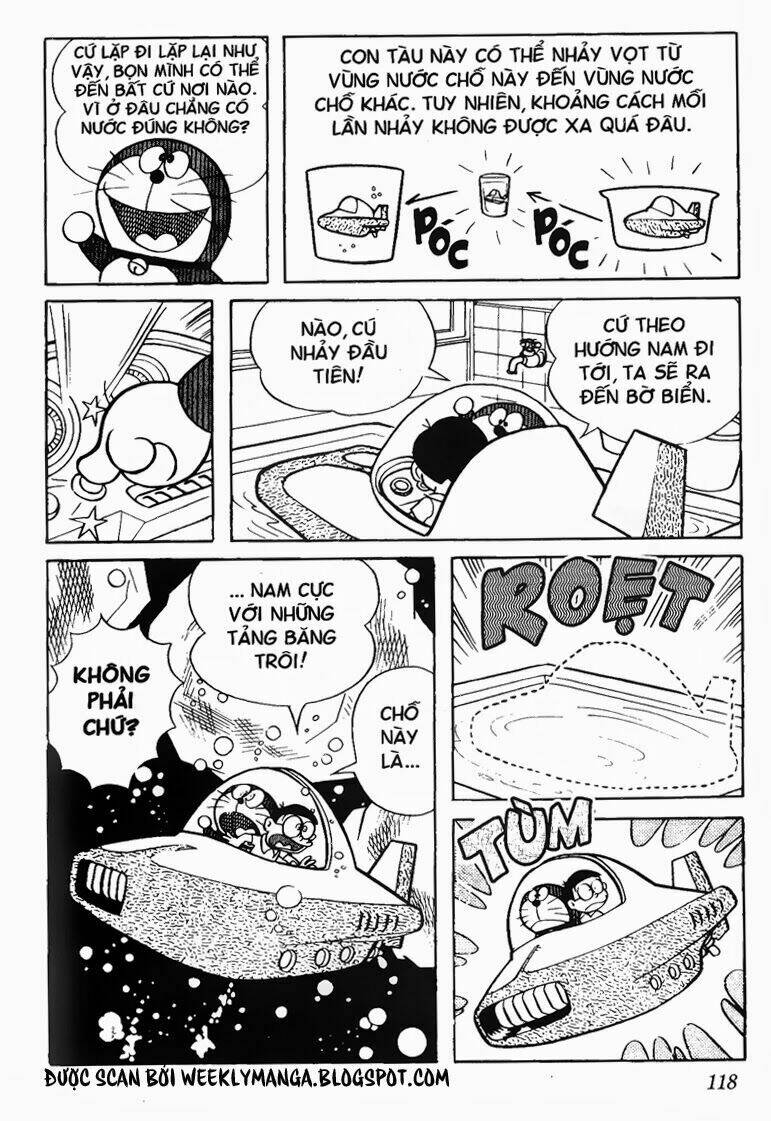 CON TÀU NÀY CÓ THỂ NHẢY VỌT TỪ
VÙNG NƯỚC CHỖ NÀY ĐẾN VÙNG NƯỚC
CHỖ KHÁC. TUY NHIÊN, KHOẢNG CÁCH MỖI
LẦN NHẢY KHÔNG ĐƯỢC XA QUÁ ĐÂU.
PÓC
PÓC
CỨ LẶP ĐI LẶP LẠI NHƯ
VẬY, BỌN MÌNH CÓ THỂ
ĐẾN BẤT CỨ NƠI NÀO.
VÌ Ở ĐÂU CHẲNG CÓ
NƯỚC ĐÚNG KHÔNG?
CỨ THEO
HƯỚNG NAM ĐI
TỚI, TA SẼ RA
ĐẾN BỜ BIỂN.
NÀO, CÚ
NHẢY ĐẦU
TIÊN!
ROẸT
TÙM
CHỖ
NÀY
LÀ...
... NAM CỰC
VỚI NHỮNG
TẢNG BĂNG
TRÔI!
KHÔNG
PHẢI
CHỨ?
ĐƯỢC SCAN BỞI WEEKLYMANGA.BLOGSPOT.COM
118